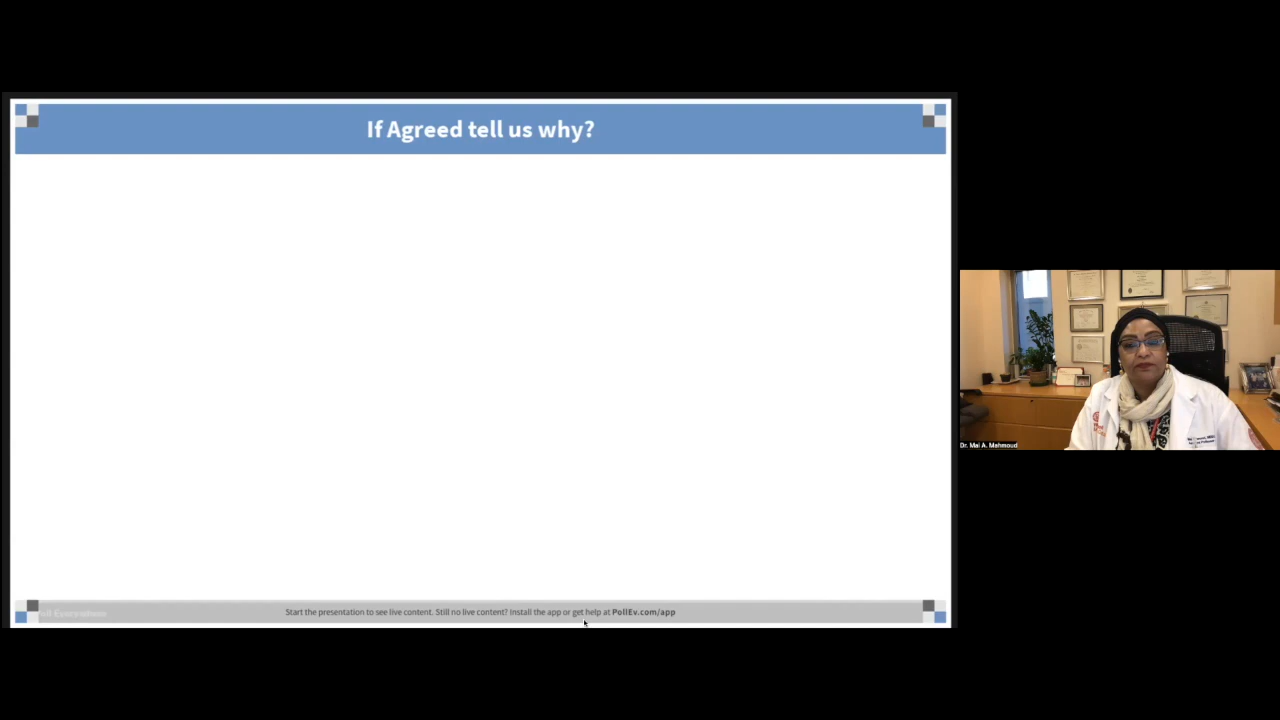 If Agreed tell us why?
Start the presentation to see live content. Still no live content? Install the app or get help at PollEv.com/app
Dr. Mai A. Mahmoud